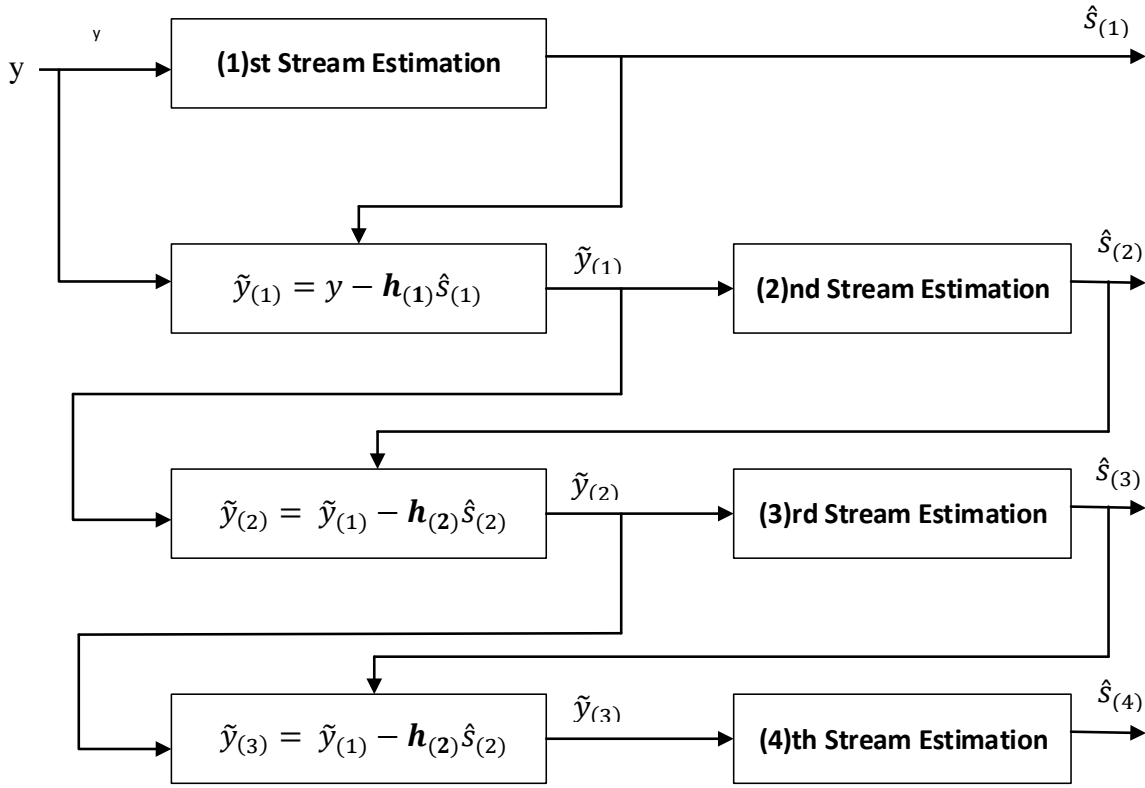 y
y
(1)st Stream Estimation
ŝ₍₁₎
ỹ₍₁₎ = y − h₍₁₎ŝ₍₁₎
ỹ₍₁₎
(2)nd Stream Estimation
ŝ₍₂₎
ỹ₍₂₎ = ỹ₍₁₎ − h₍₂₎ŝ₍₂₎
ỹ₍₂₎
(3)rd Stream Estimation
ŝ₍₃₎
ỹ₍₃₎ = ỹ₍₁₎ − h₍₂₎ŝ₍₂₎
ỹ₍₃₎
(4)th Stream Estimation
ŝ₍₄₎